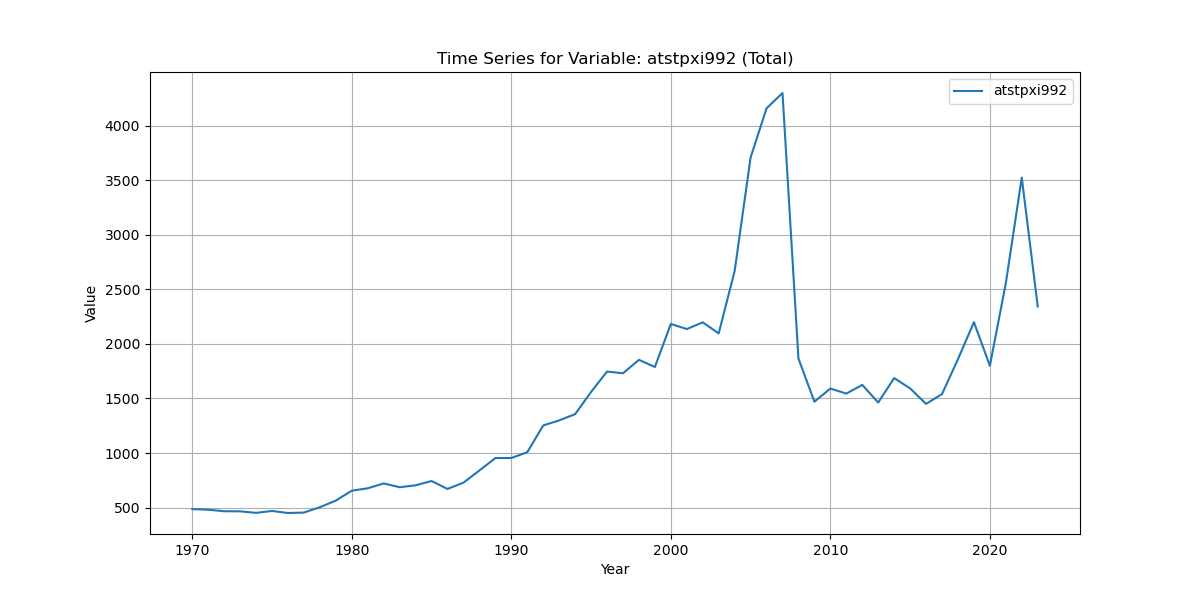 Time Series for Variable: atstpxi992 (Total)
atstpxi992
4000
3500
3000
2500
2000
1500
1000
500
Value
1970 1980 1990 2000 2010 2020
Year